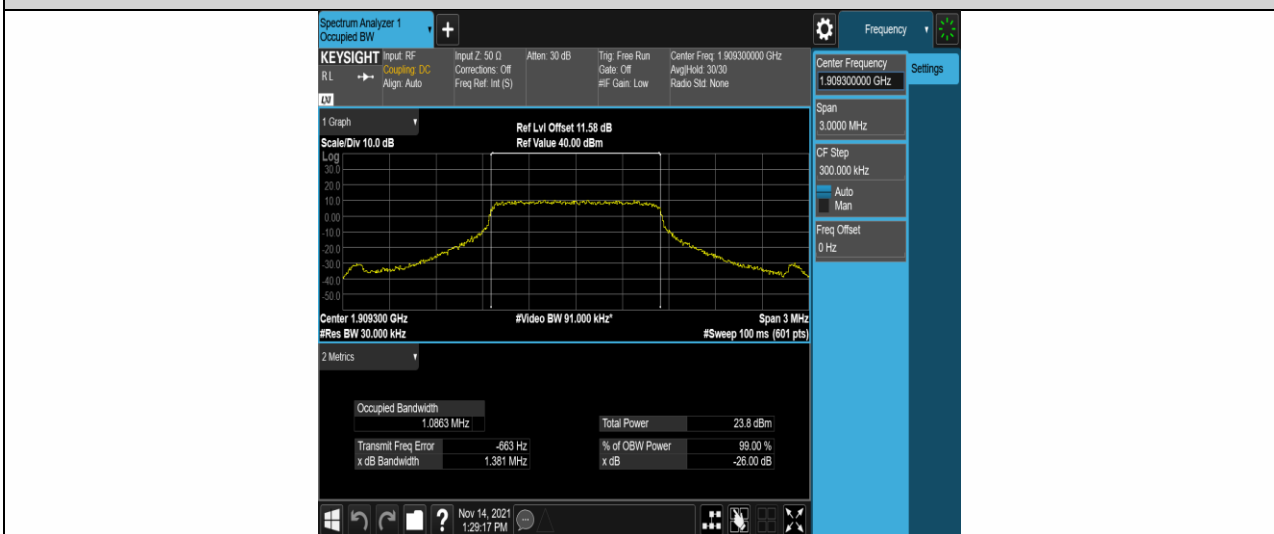 Spectrum Analyzer 1
Occupied BW
+
Frequency
KEYSIGHT
R L
LXI
Input: RF
Coupling: DC
Align: Auto
Input Z: 50 Ω
Corrections: Off
Freq Ref: Int (S)
Atten: 30 dB
Trig: Free Run
Gate: Off
#IF Gain: Low
Center Freq: 1.909300000 GHz
Avg|Hold: 30/30
Radio Std: None
1 Graph
Scale/Div 10.0 dB
Ref Lvl Offset 11.58 dB
Ref Value 40.00 dBm
Log
30.0
20.0
10.0
0.00
-10.0
-20.0
-30.0
-40.0
-50.0
Center 1.909300 GHz
#Res BW 30.000 kHz
#Video BW 91.000 kHz*
Span 3 MHz
#Sweep 100 ms (601 pts)
2 Metrics
Occupied Bandwidth
1.0863 MHz
Total Power 23.8 dBm
Transmit Freq Error -663 Hz
% of OBW Power 99.00 %
x dB Bandwidth 1.381 MHz
x dB -26.00 dB
Center Frequency
1.909300000 GHz
Settings
Span
3.0000 MHz
CF Step
300.000 kHz
Auto
Man
Freq Offset
0 Hz
?
Nov 14, 2021
1:29:17 PM